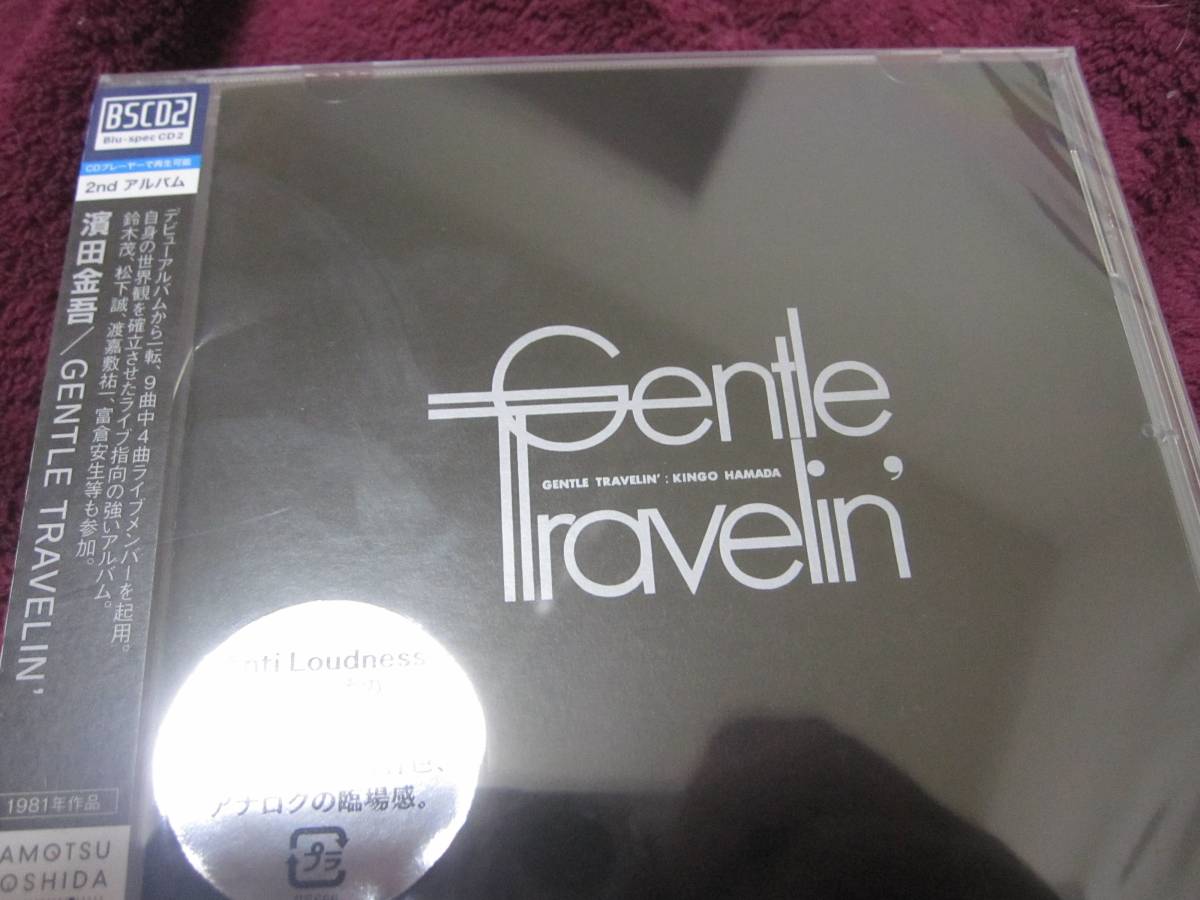 BSCD2
Blu-spec CD2
CDプレーヤーで再生可能
2nd アルバム
濱田金吾/GENTLE TRAVELIN'
デビューアルバムから一転、9曲中4曲ライブメンバーを起用。
自身の世界観を確立させたライブ指向の強いアルバム。
鈴木茂、松下誠、渡嘉敷祐一、富倉安生等も参加。
1981年作品
AMOTSU
OSHIDA
Gentle
GENTLE TRAVELIN' : KINGO HAMADA
Travelin'
Anti Loudness
アナログの臨場感。
プラ